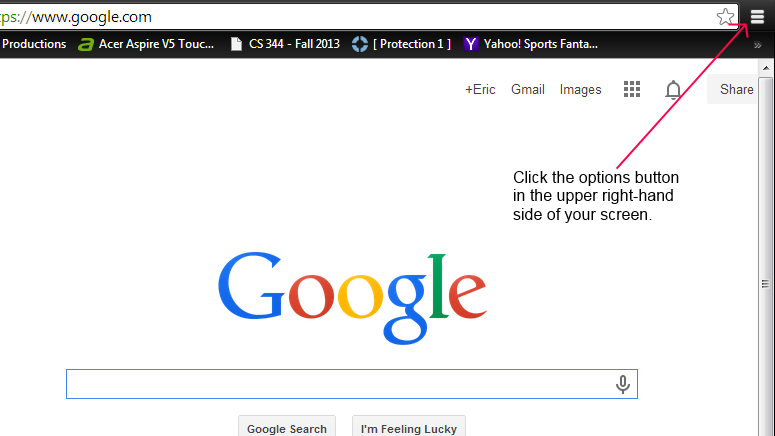 tps://www.google.com
Productions Acer Aspire V5 Touc... CS 344 - Fall 2013 [ Protection 1 ] Yahoo! Sports Fanta... »
+Eric Gmail Images Share
Click the options button
in the upper right-hand
side of your screen.
Google
Google Search I'm Feeling Lucky